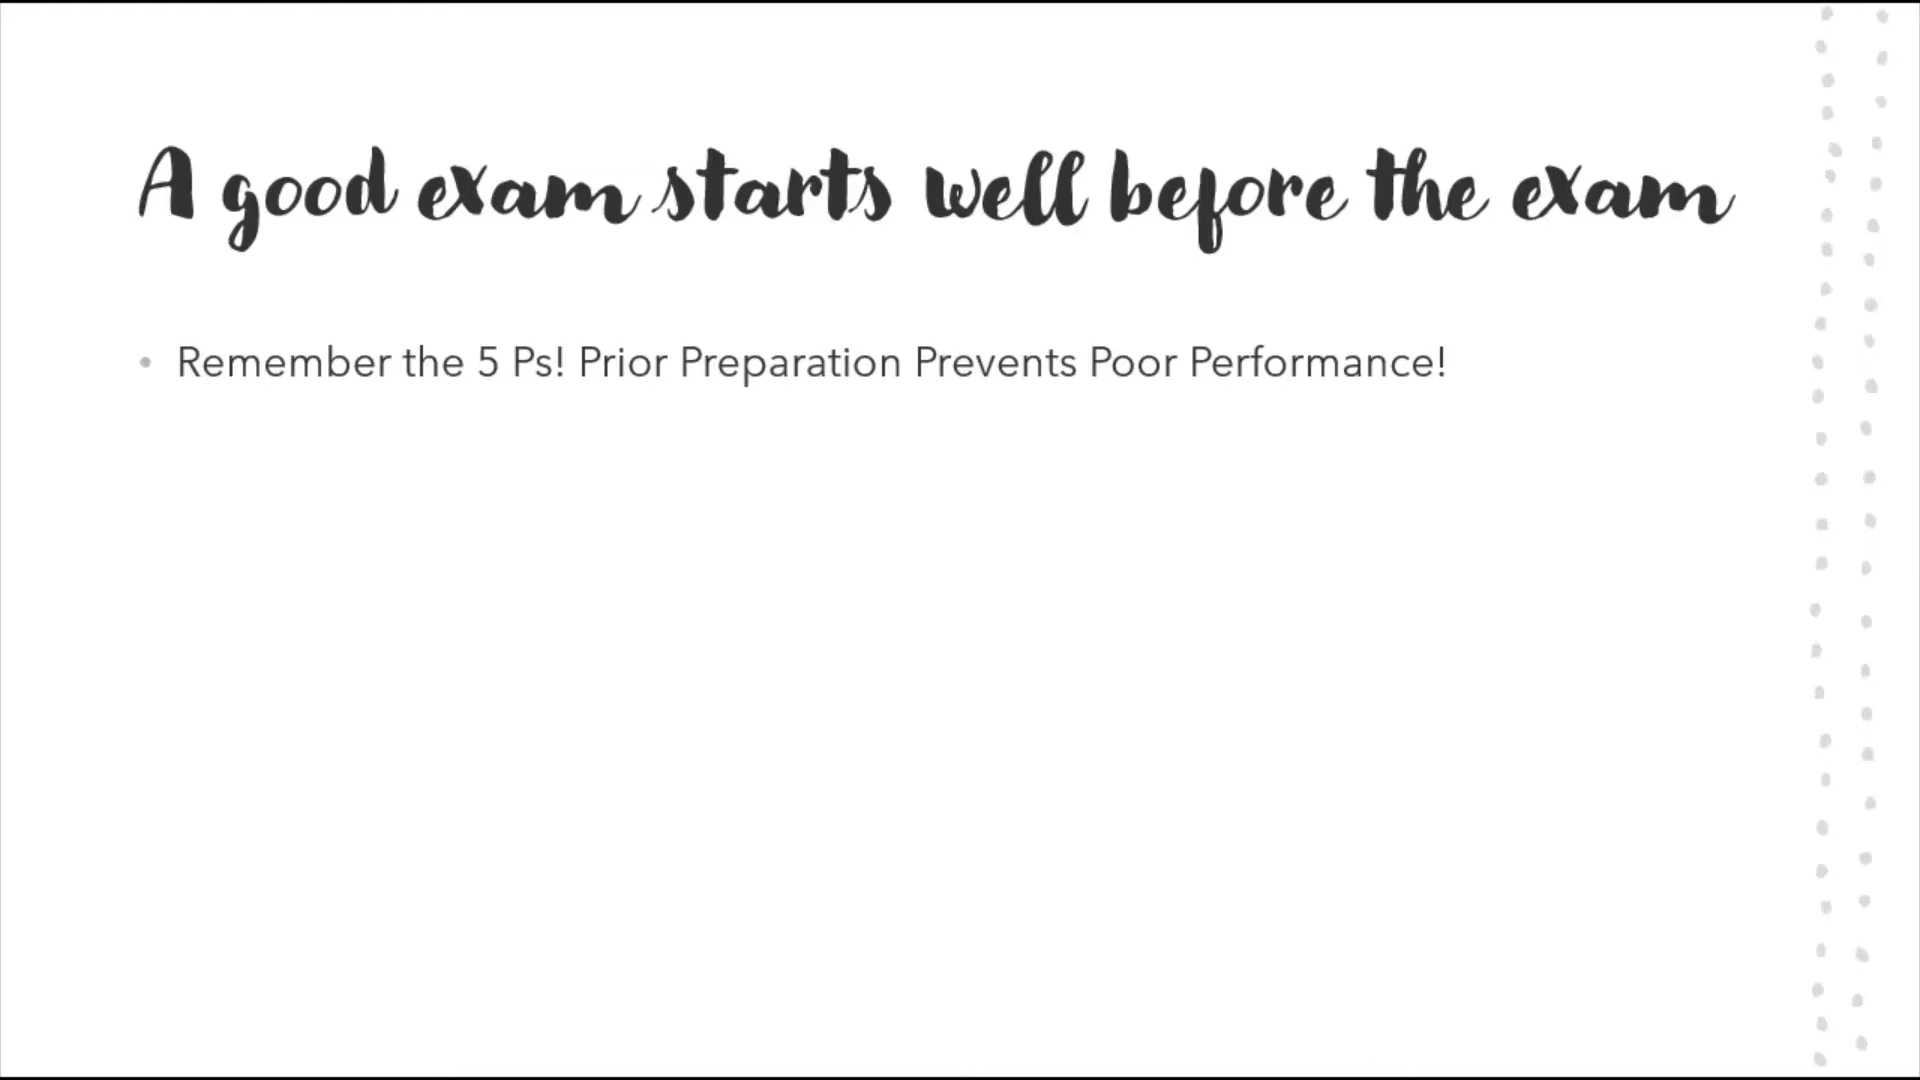 A good exam starts well before the exam
• Remember the 5 Ps! Prior Preparation Prevents Poor Performance!